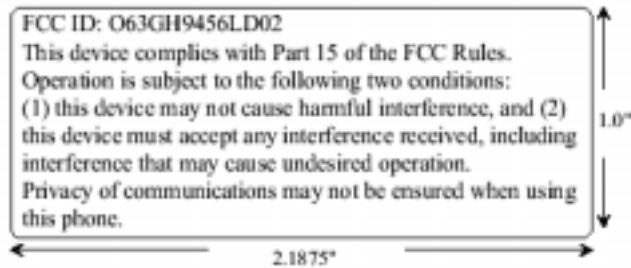 FCC ID: O63GH9456LD02
This device complies with Part 15 of the FCC Rules.
Operation is subject to the following two conditions:
(1) this device may not cause harmful interference, and (2)
this device must accept any interference received, including
interference that may cause undesired operation.
Privacy of communications may not be ensured when using
this phone.
1.0"
2.1875"